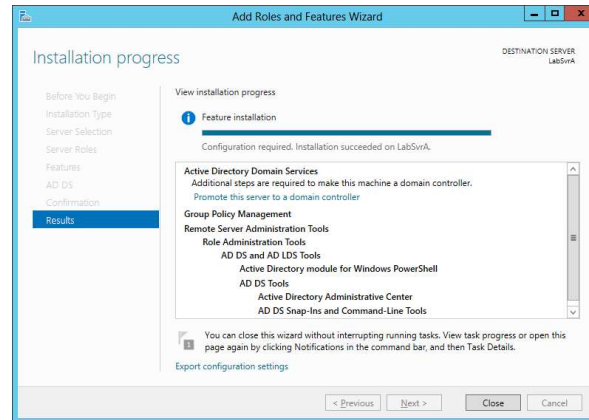 Add Roles and Features Wizard
Installation progress
DESTINATION SERVER
LabSvrA
Before You Begin
Installation Type
Server Selection
Server Roles
Features
AD DS
Confirmation
Results
View installation progress
Feature installation
Configuration required. Installation succeeded on LabSvrA.
Active Directory Domain Services
Additional steps are required to make this machine a domain controller.
Promote this server to a domain controller
Group Policy Management
Remote Server Administration Tools
Role Administration Tools
AD DS and AD LDS Tools
Active Directory module for Windows PowerShell
AD DS Tools
Active Directory Administrative Center
AD DS Snap-Ins and Command-Line Tools
1
You can close this wizard without interrupting running tasks. View task progress or open this
page again by clicking Notifications in the command bar, and then Task Details.
Export configuration settings
< Previous
Next >
Close
Cancel